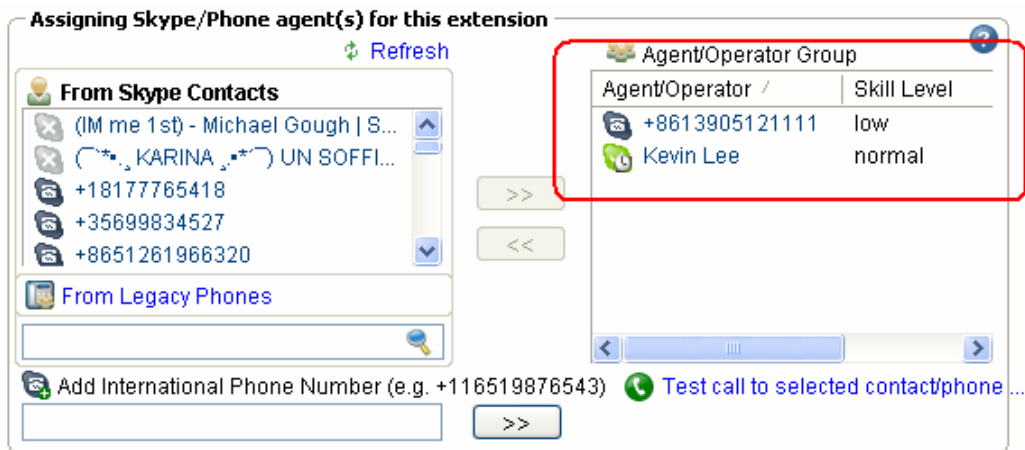 Assigning Skype/Phone agent(s) for this extension
Refresh
From Skype Contacts
(IM me 1st) - Michael Gough | S...
(¯`*•.¸ KARINA ¸.•*´¯) UN SOFFI...
+18177765418
+35699834527
+8651261966320
From Legacy Phones
>>
<<
Agent/Operator Group
Agent/Operator / Skill Level
+8613905121111 low
Kevin Lee normal
Add International Phone Number (e.g. +116519876543)
Test call to selected contact/phone ...
>>